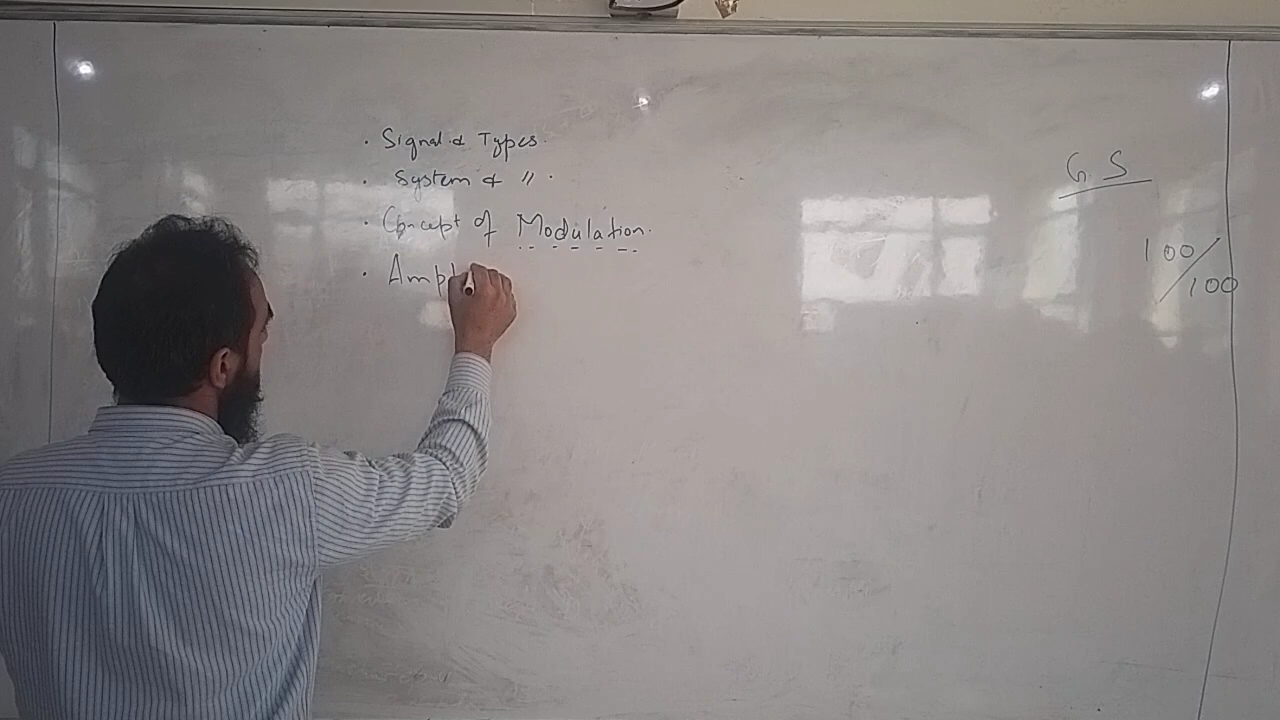 · Signal & Types.
· System & " .
· Concept of Modulation.
· Ampl
G S
100/100